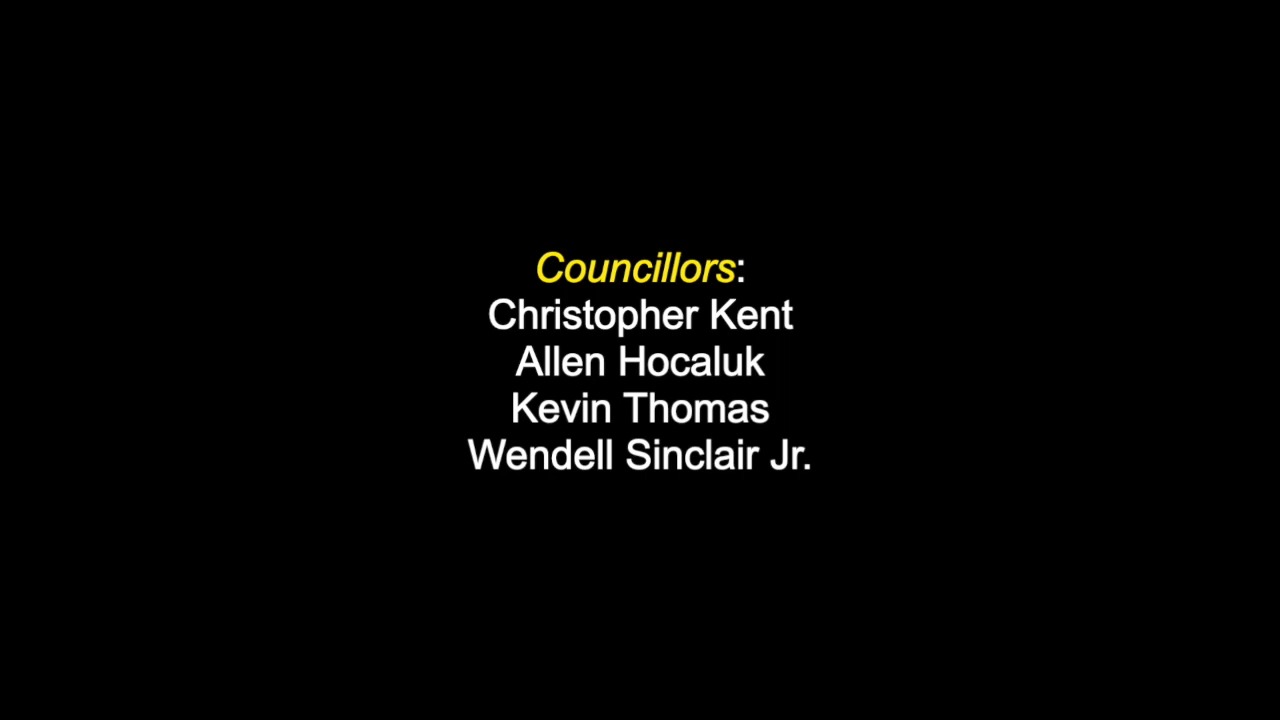 Councillors:
Christopher Kent
Allen Hocaluk
Kevin Thomas
Wendell Sinclair Jr.